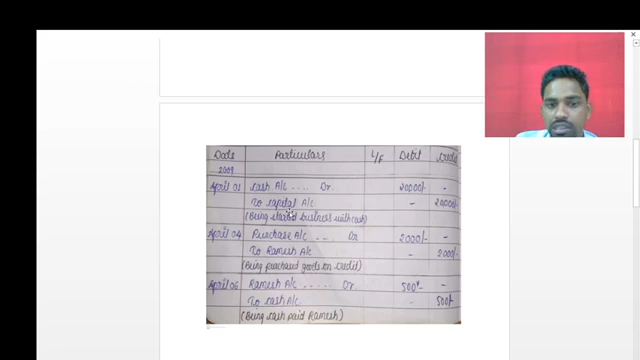 Date Particulars L/F Debit Credit
2009
April 01 Cash A/c .... Dr. 20000/- -
To capital A/c. - 20000/-
(Being started business with cash)
April 04 Purchase A/c ... Dr 2000/- -
To Ramesh A/c - 2000/-
(Being purchased goods on credit)
April 06 Ramesh A/c ..... Dr 500/- -
To cash A/c. - 500/-
(Being cash paid Ramesh)